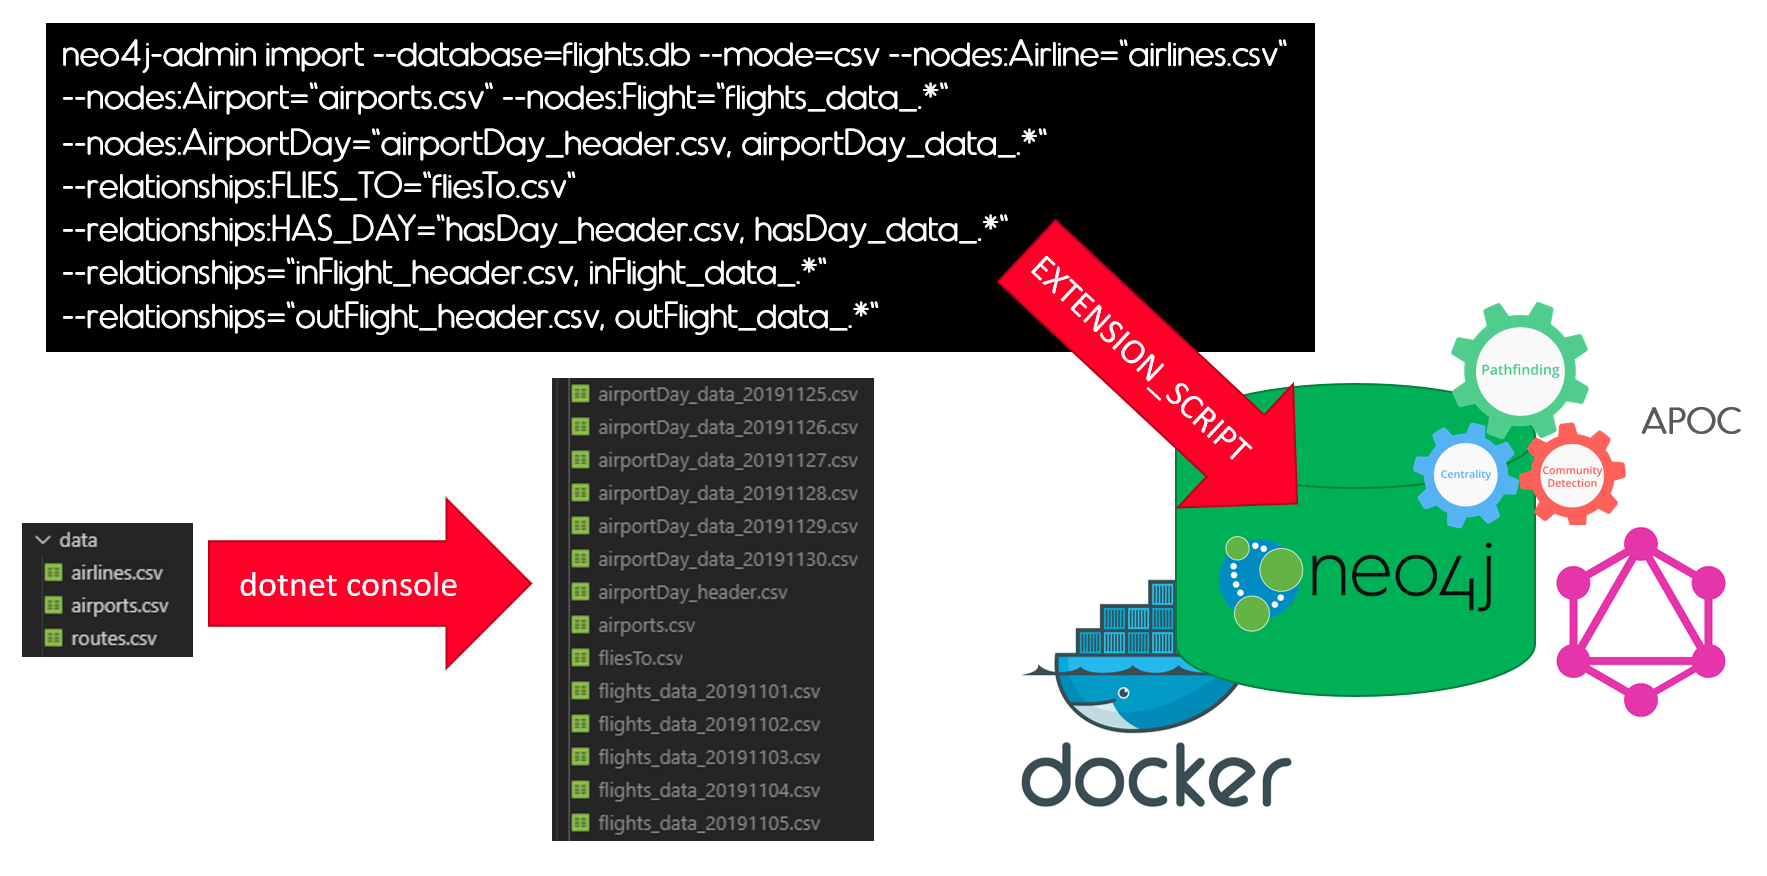 neo4j-admin import --database=flights.db --mode=csv --nodes:Airline="airlines.csv"
--nodes:Airport="airports.csv" --nodes:Flight="flights_data_.*"
--nodes:AirportDay="airportDay_header.csv, airportDay_data_.*"
--relationships:FLIES_TO="fliesTo.csv"
--relationships:HAS_DAY="hasDay_header.csv, hasDay_data_.*"
--relationships="inFlight_header.csv, inFlight_data_.*"
--relationships="outFlight_header.csv, outFlight_data_.*"
EXTENSION_SCRIPT
data
airlines.csv
airports.csv
routes.csv
dotnet console
airportDay_data_20191125.csv
airportDay_data_20191126.csv
airportDay_data_20191127.csv
airportDay_data_20191128.csv
airportDay_data_20191129.csv
airportDay_data_20191130.csv
airportDay_header.csv
airports.csv
fliesTo.csv
flights_data_20191101.csv
flights_data_20191102.csv
flights_data_20191103.csv
flights_data_20191104.csv
flights_data_20191105.csv
Pathfinding
Centrality
Community
Detection
APOC
neo4j
docker